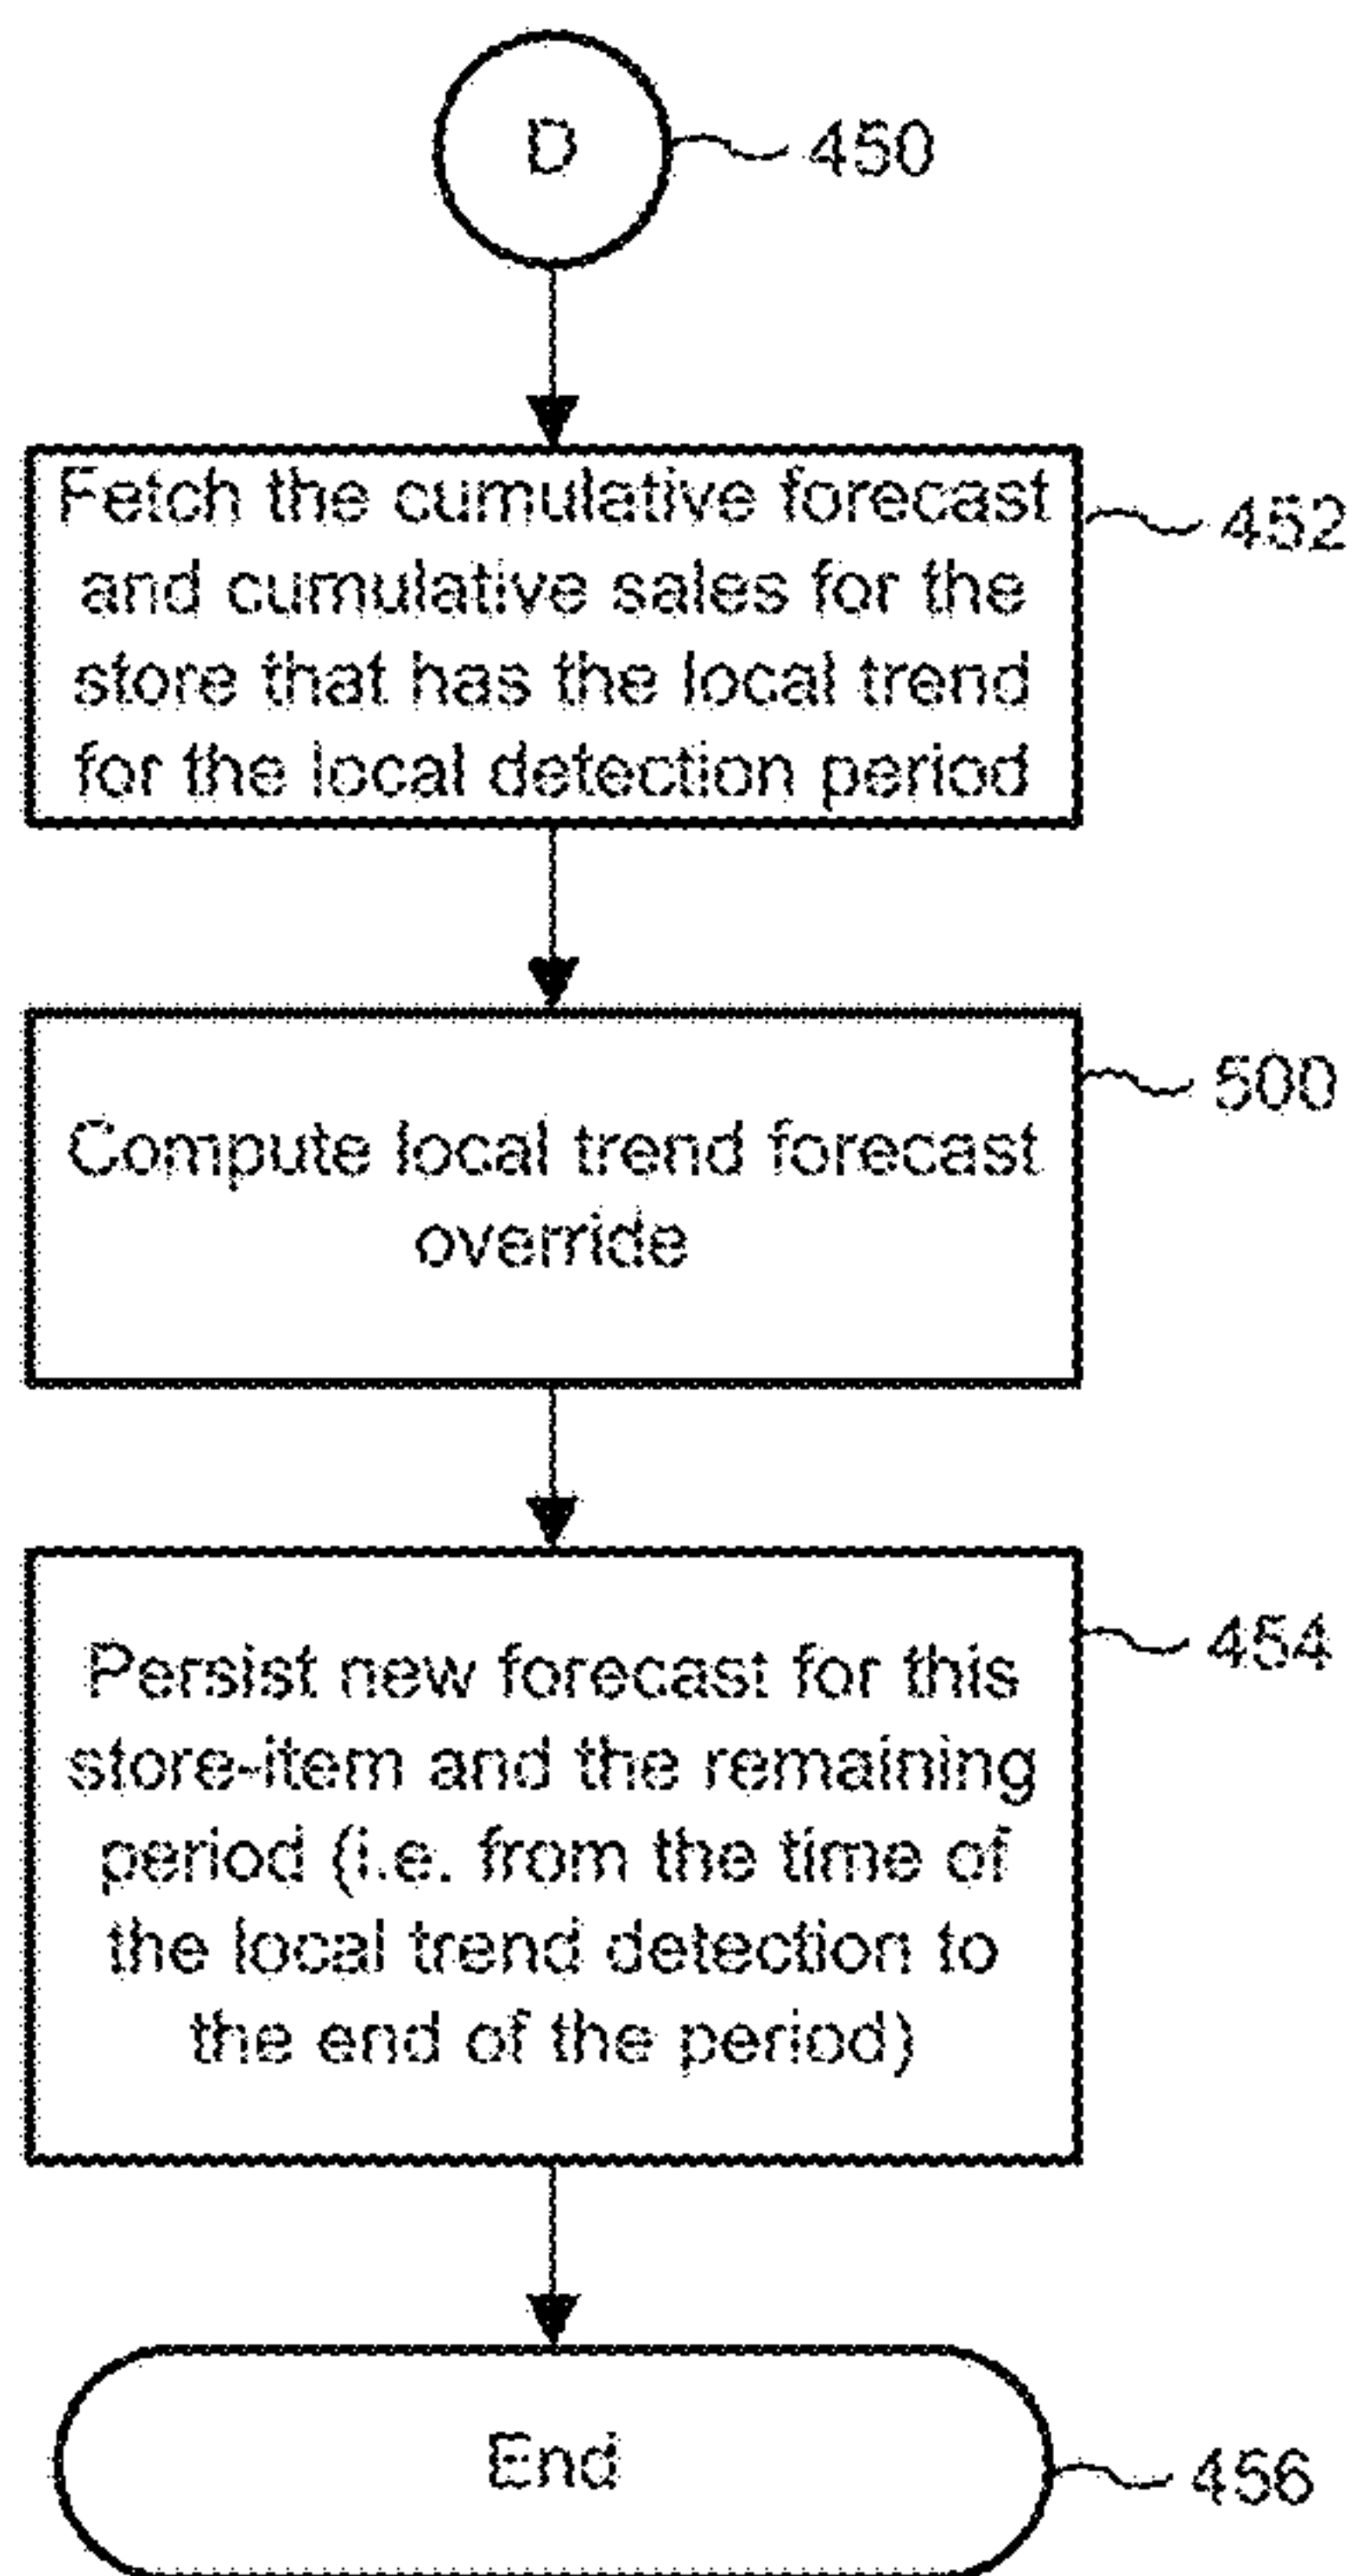 D
450
Fetch the cumulative forecast
and cumulative sales for the
store that has the local trend
for the local detection period
452
Compute local trend forecast
override
500
Persist new forecast for this
store-item and the remaining
period (i.e. from the time of
the local trend detection to
the end of the period)
454
End
456